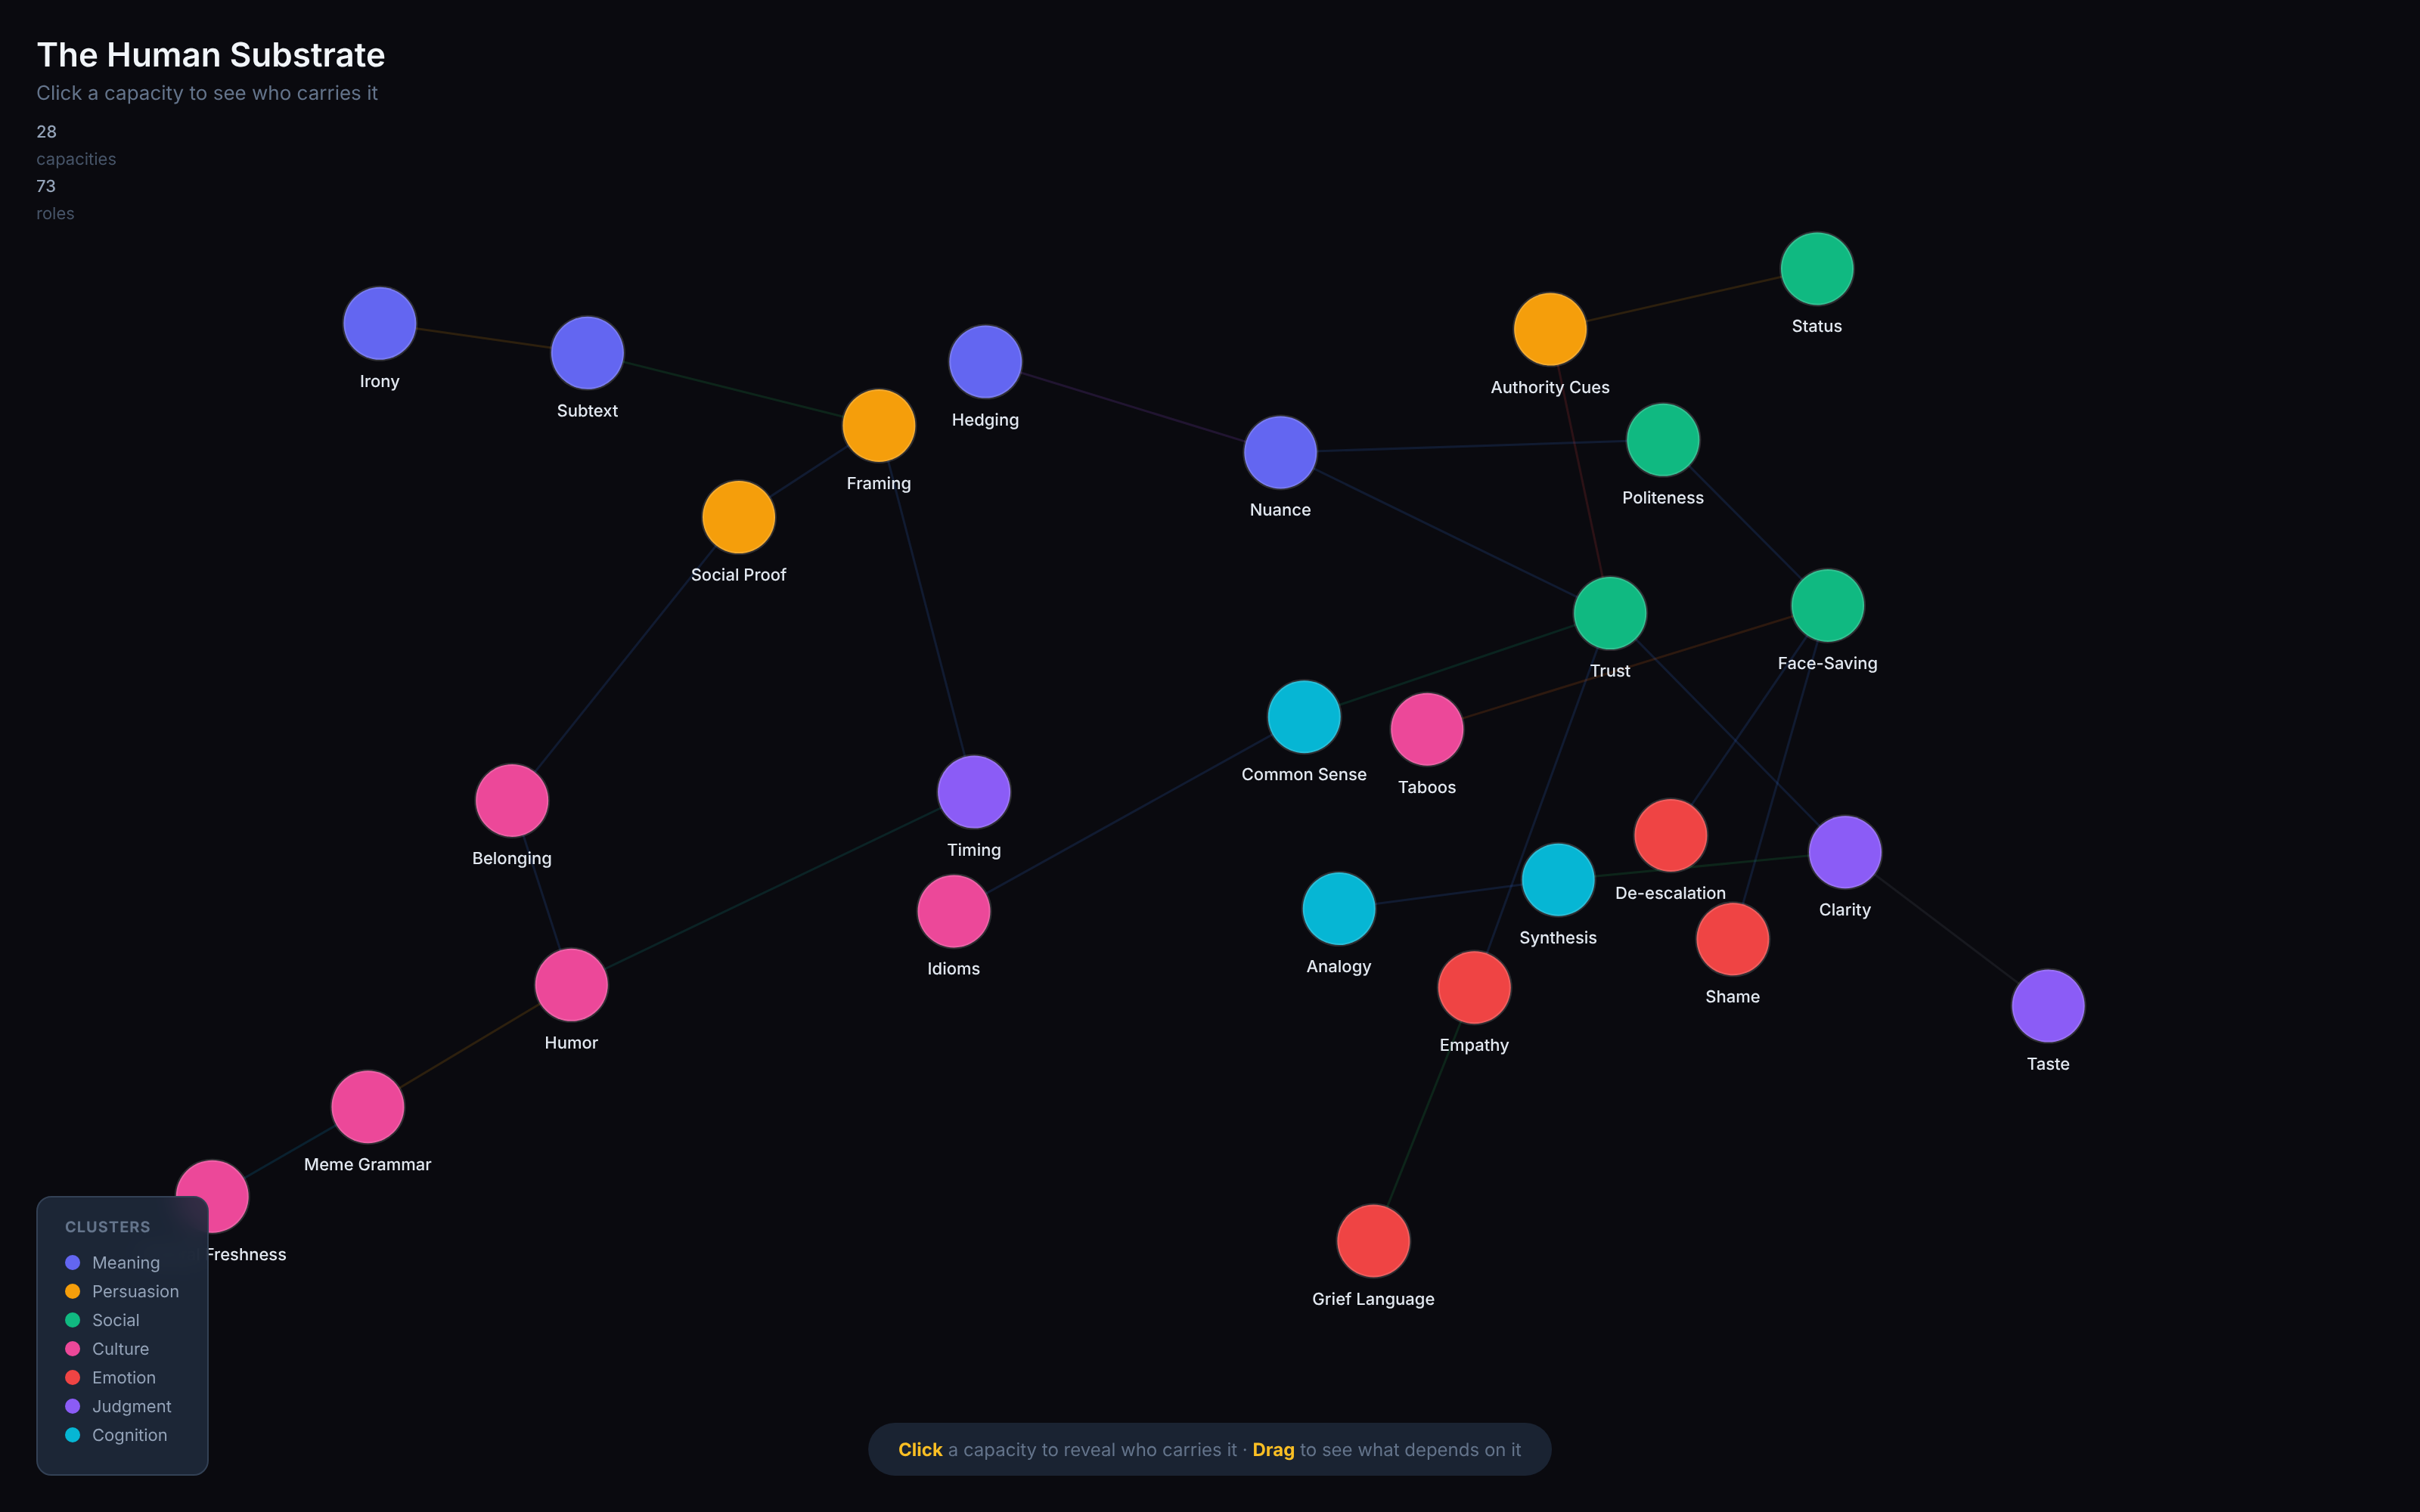 The Human Substrate
Click a capacity to see who carries it
28
capacities
73
roles
Status
Irony
Authority Cues
Subtext
Hedging
Framing
Politeness
Nuance
Social Proof
Face-Saving
Trust
Common Sense
Taboos
Timing
Belonging
De-escalation
Clarity
Synthesis
Analogy
Idioms
Shame
Humor
Empathy
Taste
Meme Grammar
Freshness
Grief Language
CLUSTERS
Meaning
Persuasion
Social
Culture
Emotion
Judgment
Cognition
Click a capacity to reveal who carries it · Drag to see what depends on it